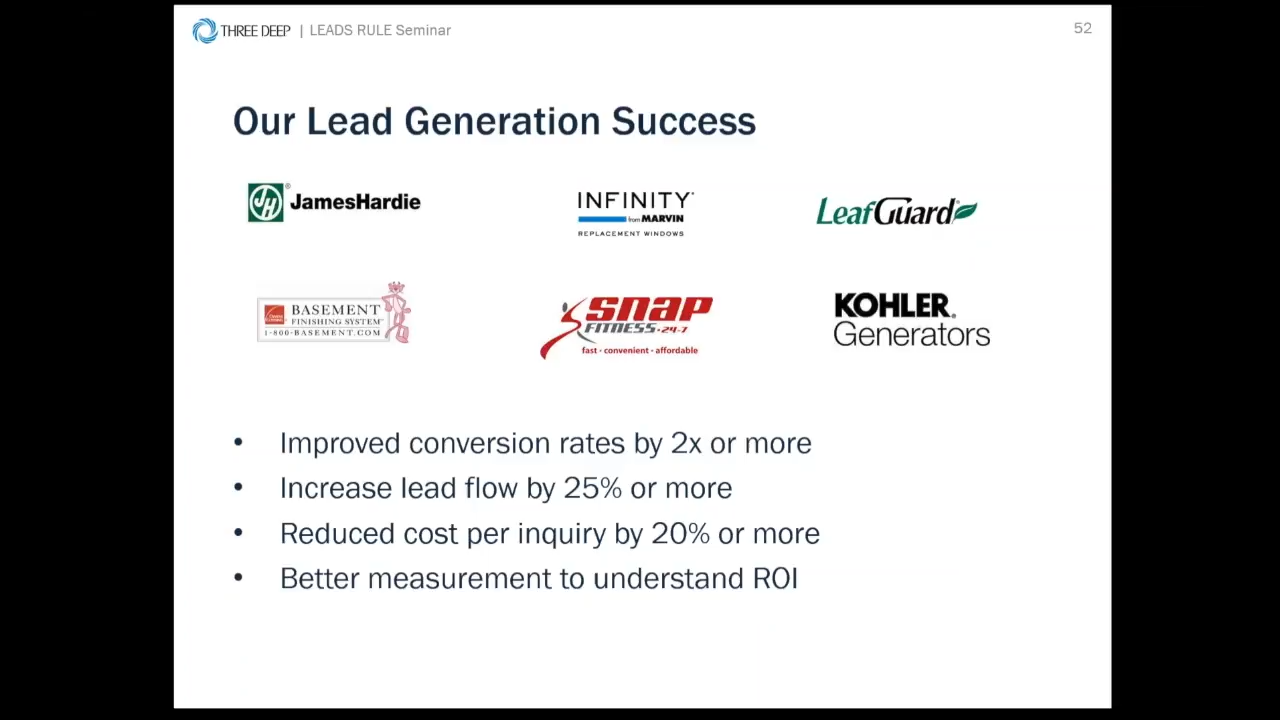 THREE DEEP | LEADS RULE Seminar
52
Our Lead Generation Success
JH® JamesHardie
INFINITY
from MARVIN
REPLACEMENT WINDOWS
LeafGuard
BASEMENT
FINISHING SYSTEM™
1-800-BASEMENT.COM
SNAP
FITNESS·24-7
fast · convenient · affordable
KOHLER®
Generators
• Improved conversion rates by 2x or more
• Increase lead flow by 25% or more
• Reduced cost per inquiry by 20% or more
• Better measurement to understand ROI